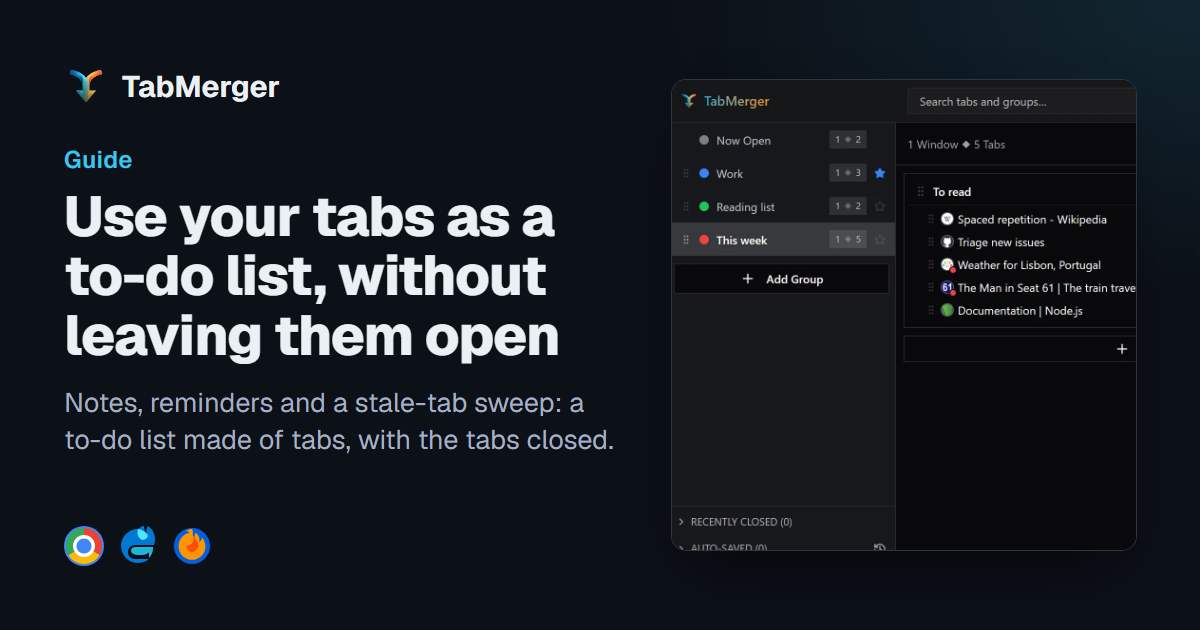 TabMerger
Guide
Use your tabs as a
to-do list, without
leaving them open
Notes, reminders and a stale-tab sweep: a
to-do list made of tabs, with the tabs closed.
TabMerger
Search tabs and groups...
Now Open 1 ◆ 2
Work 1 ◆ 3
Reading list 1 ◆ 2
This week 1 ◆ 5
+ Add Group
RECENTLY CLOSED (0)
AUTO-SAVED (0)
1 Window ◆ 5 Tabs
To read
Spaced repetition - Wikipedia
Triage new issues
Weather for Lisbon, Portugal
61 The Man in Seat 61 | The train trave
Documentation | Node.js
+